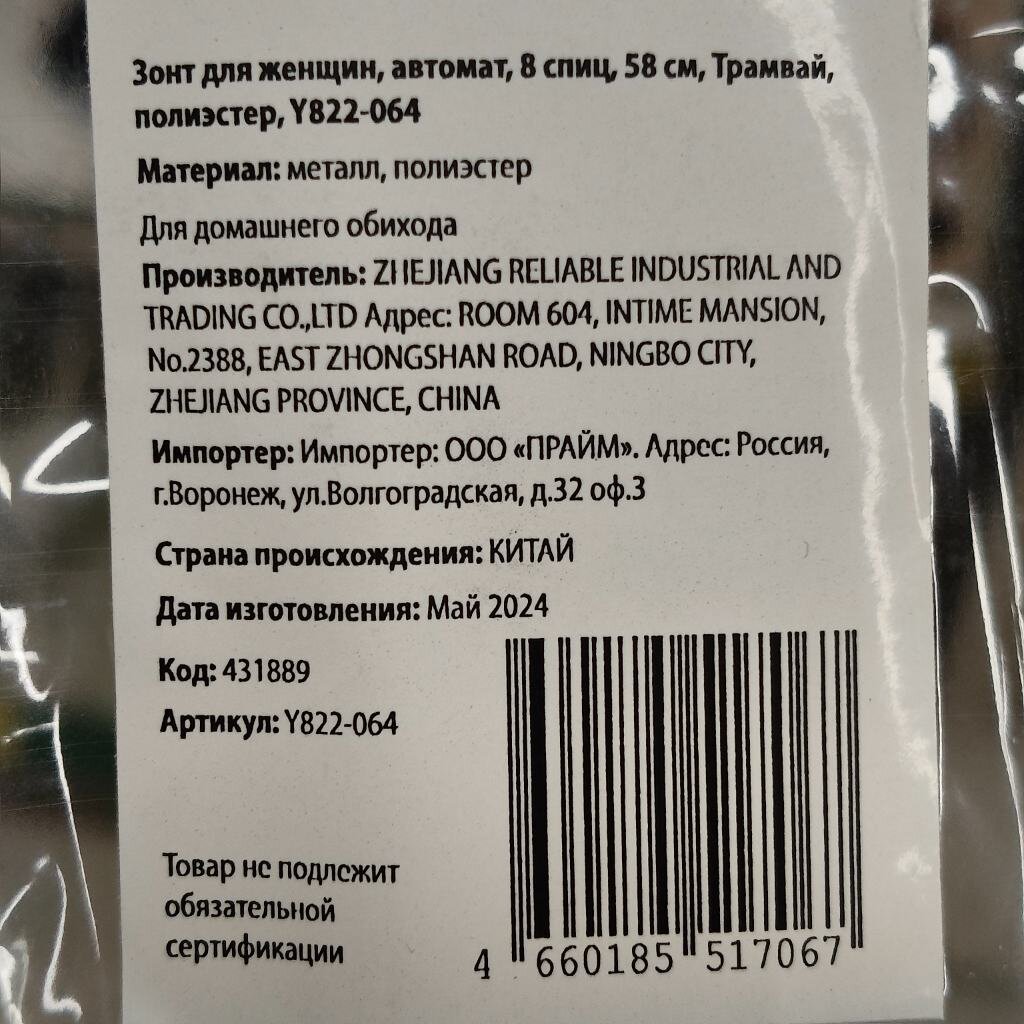 Зонт для женщин, автомат, 8 спиц, 58 см, Трамвай,
полиэстер, Y822-064
Материал: металл, полиэстер
Для домашнего обихода
Производитель: ZHEJIANG RELIABLE INDUSTRIAL AND
TRADING CO.,LTD Адрес: ROOM 604, INTIME MANSION,
No.2388, EAST ZHONGSHAN ROAD, NINGBO CITY,
ZHEJIANG PROVINCE, CHINA
Импортер: Импортер: ООО «ПРАЙМ». Адрес: Россия,
г.Воронеж, ул.Волгоградская, д.32 оф.3
Страна происхождения: КИТАЙ
Дата изготовления: Май 2024
Код: 431889
Артикул: Y822-064
Товар не подлежит
обязательной
сертификации
4 660185 517067